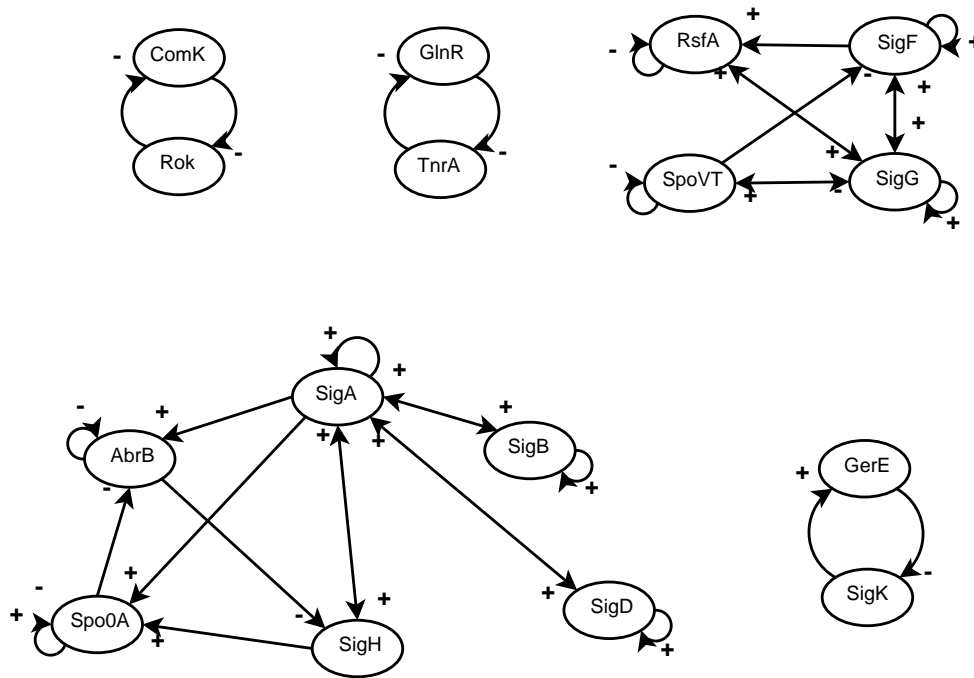 + +
- ComK - GlnR - RsfA SigF +
+ - +
+
- Rok - TnrA - SpoVT + SigG
+ - +
+
+
SigA
- + + + +
AbrB SigB
- + GerE
+
- + + +
+ Spo0A - SigD SigK -
+ SigH +